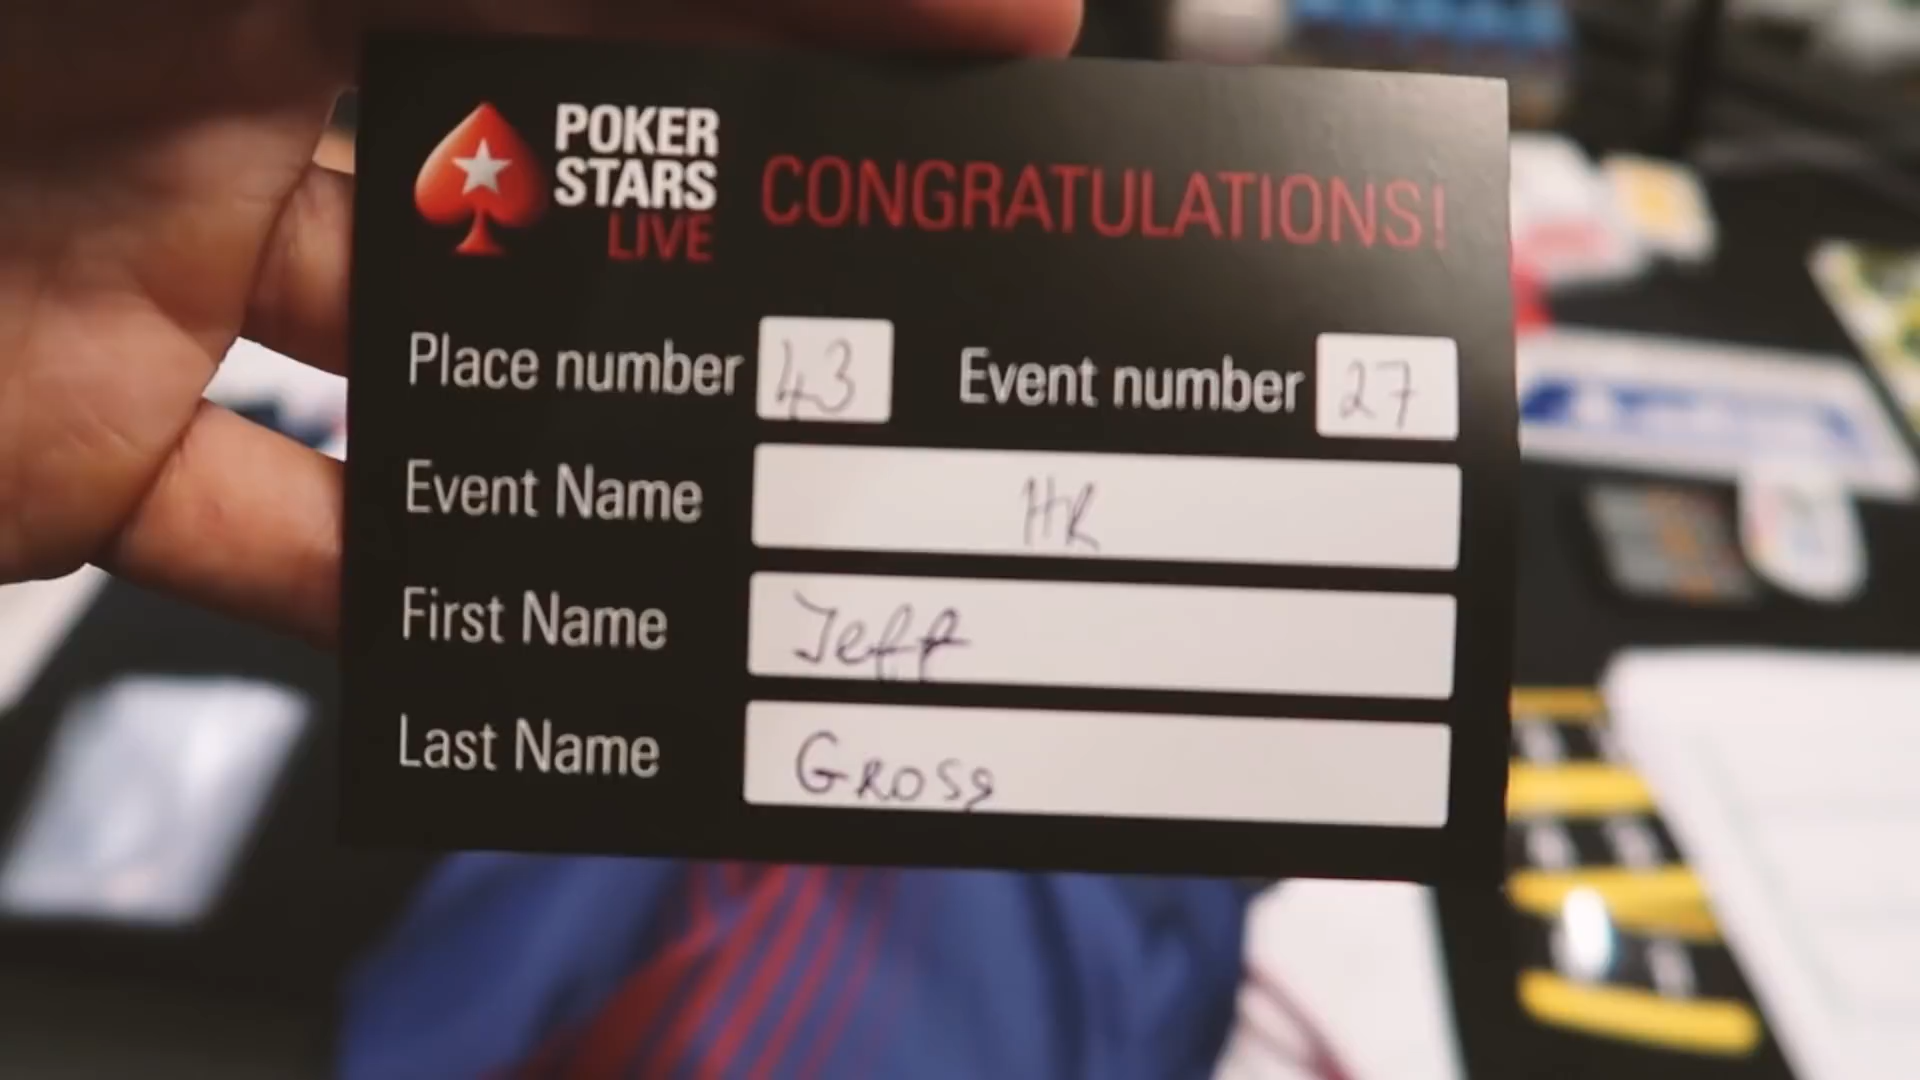 POKER
STARS
LIVE
CONGRATULATIONS!
Place number 43 Event number 27
Event Name HR
First Name Jeff
Last Name Gross